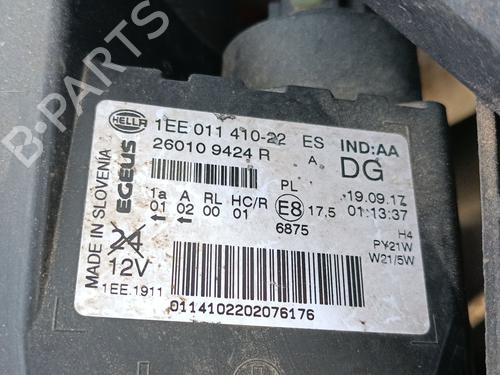 HELLA
1EE 011 410-22 ES IND:AA
26010 9424 R A DG
PL 19.09.17
1a A RL HC/R E8 17.5 01:13:37
01 02 00 01
6875 H4
PY21W
W21/5W
EGEUS
MADE IN SLOVENIA
24
12V
1EE.1911
0114102202076176
B-Parts